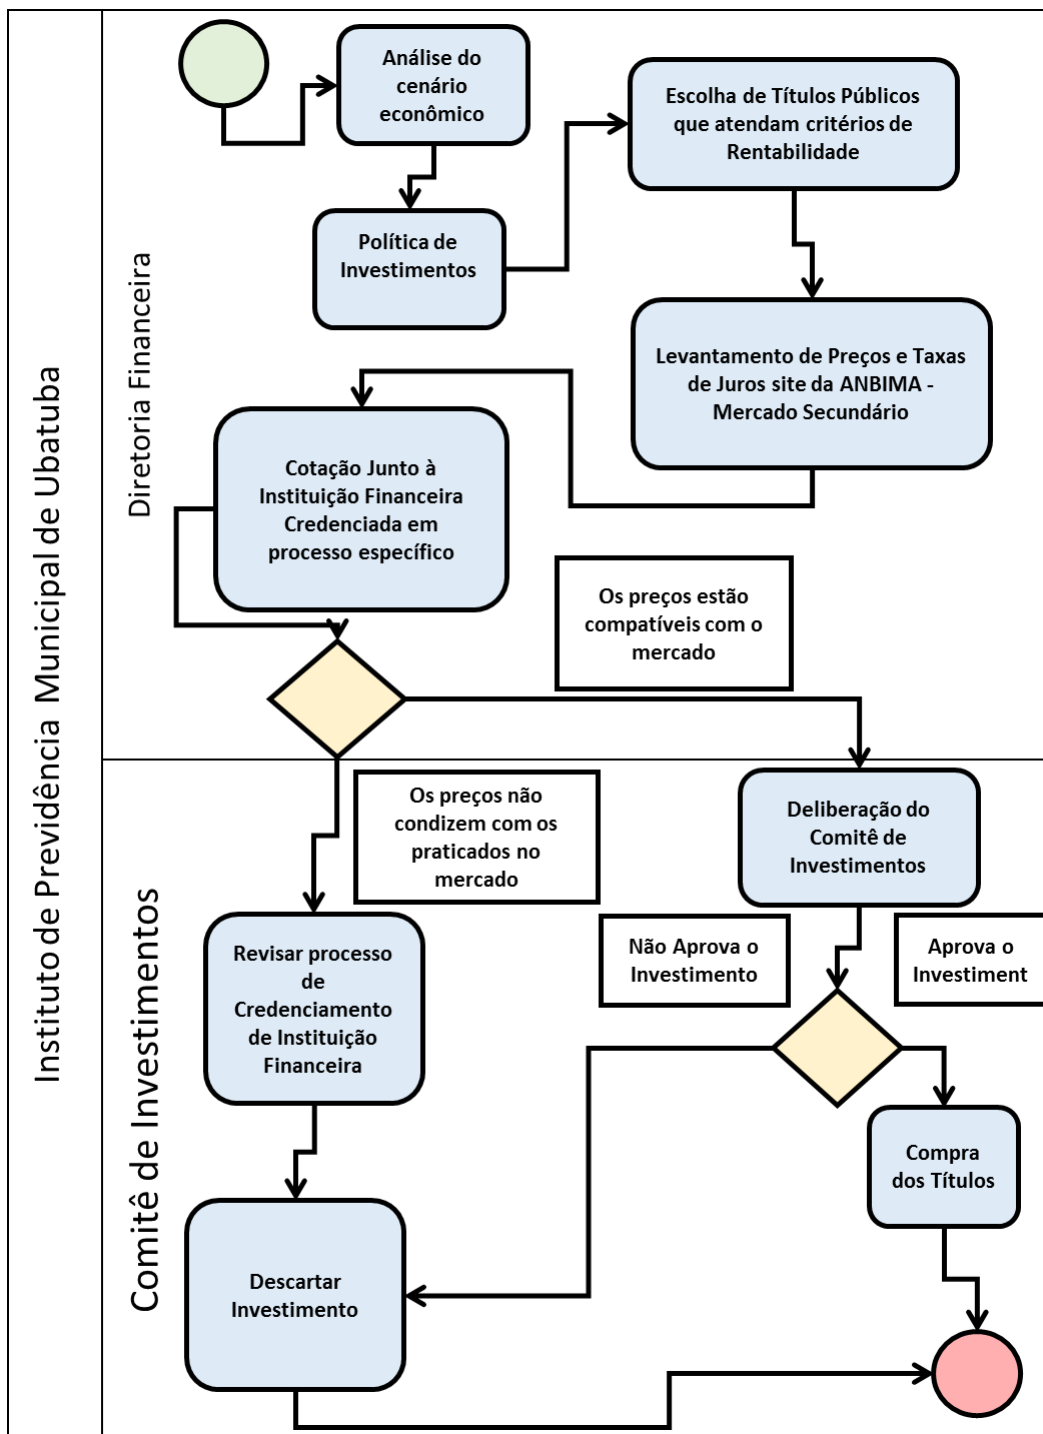 Instituto de Previdência Municipal de Ubatuba
Diretoria Financeira
Análise do
cenário
econômico
Escolha de Títulos Públicos
que atendam critérios de
Rentabilidade
Política de
Investimentos
Levantamento de Preços e Taxas
de Juros site da ANBIMA -
Mercado Secundário
Cotação Junto à
Instituição Financeira
Credenciada em
processo específico
Os preços estão
compatíveis com o
mercado
Comitê de Investimentos
Os preços não
condizem com os
praticados no
mercado
Deliberação do
Comitê de
Investimentos
Não Aprova o
Investimento
Aprova o
Investiment
Revisar processo
de
Credenciamento
de Instituição
Financeira
Compra
dos Títulos
Descartar
Investimento